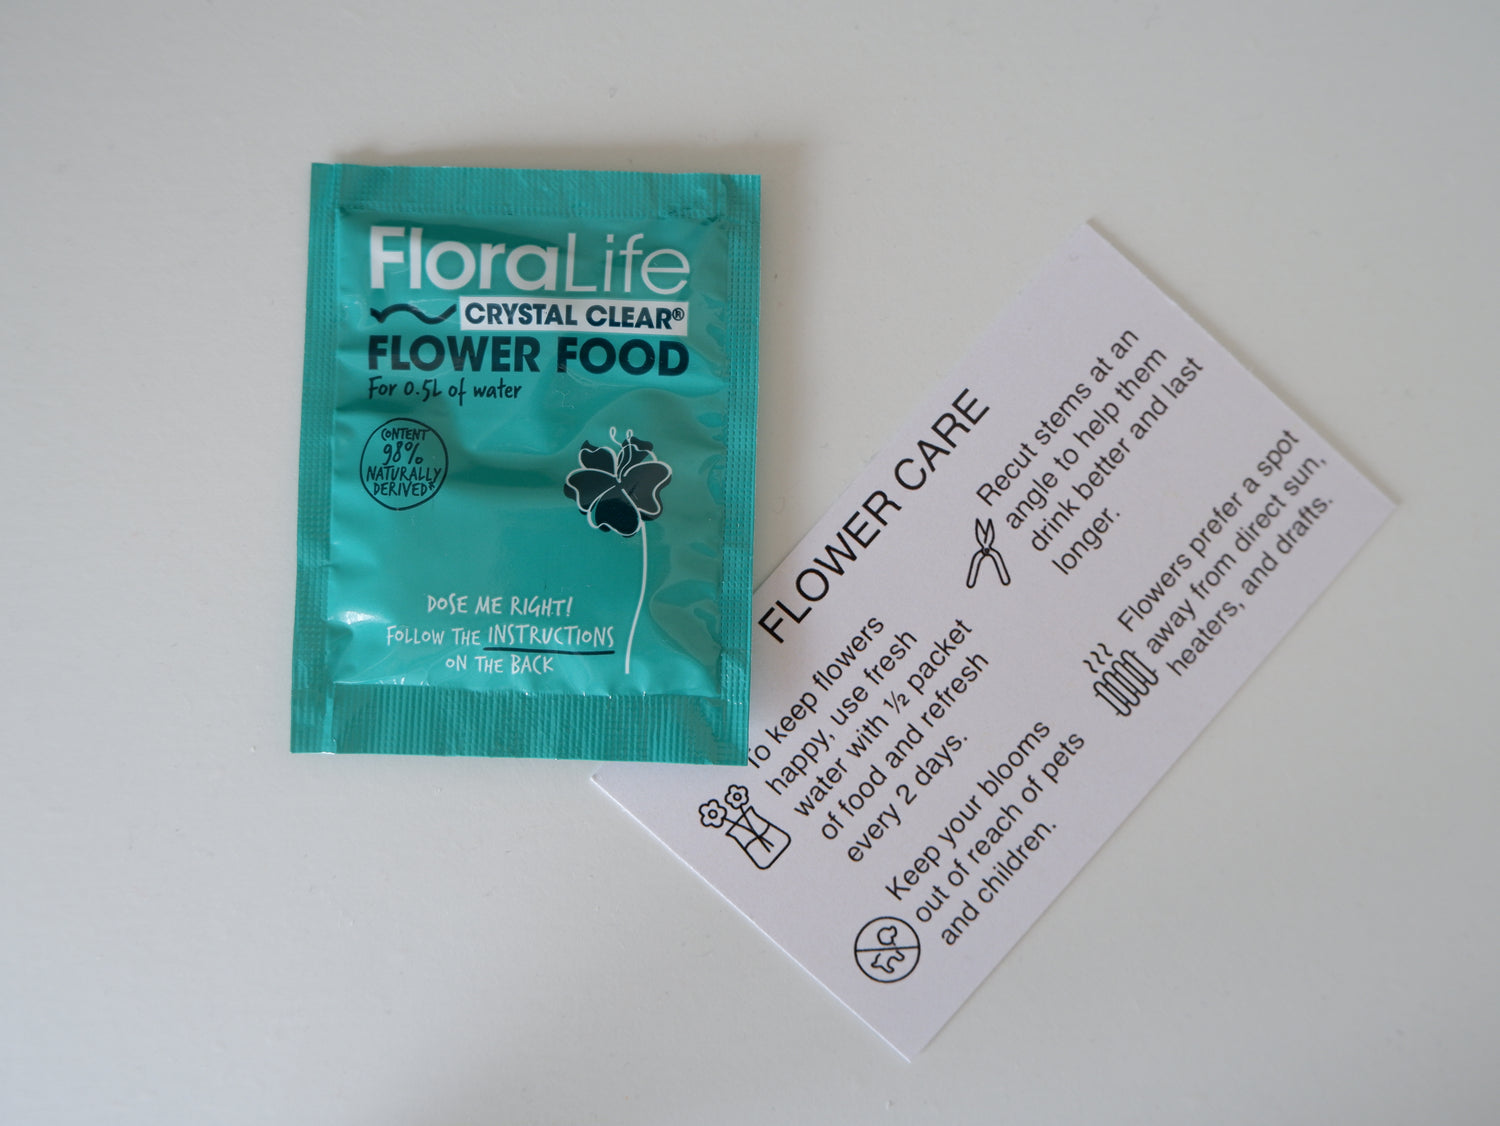 FloraLife
CRYSTAL CLEAR®
FLOWER FOOD
For 0.5L of water
CONTENT
98%
NATURALLY
DERIVED*
DOSE ME RIGHT!
FOLLOW THE INSTRUCTIONS
ON THE BACK
FLOWER CARE
To keep flowers
happy, use fresh
water with ½ packet
of food and refresh
every 2 days.
Recut stems at an
angle to help them
drink better and last
longer.
Keep your blooms
out of reach of pets
and children.
Flowers prefer a spot
away from direct sun,
heaters, and drafts.